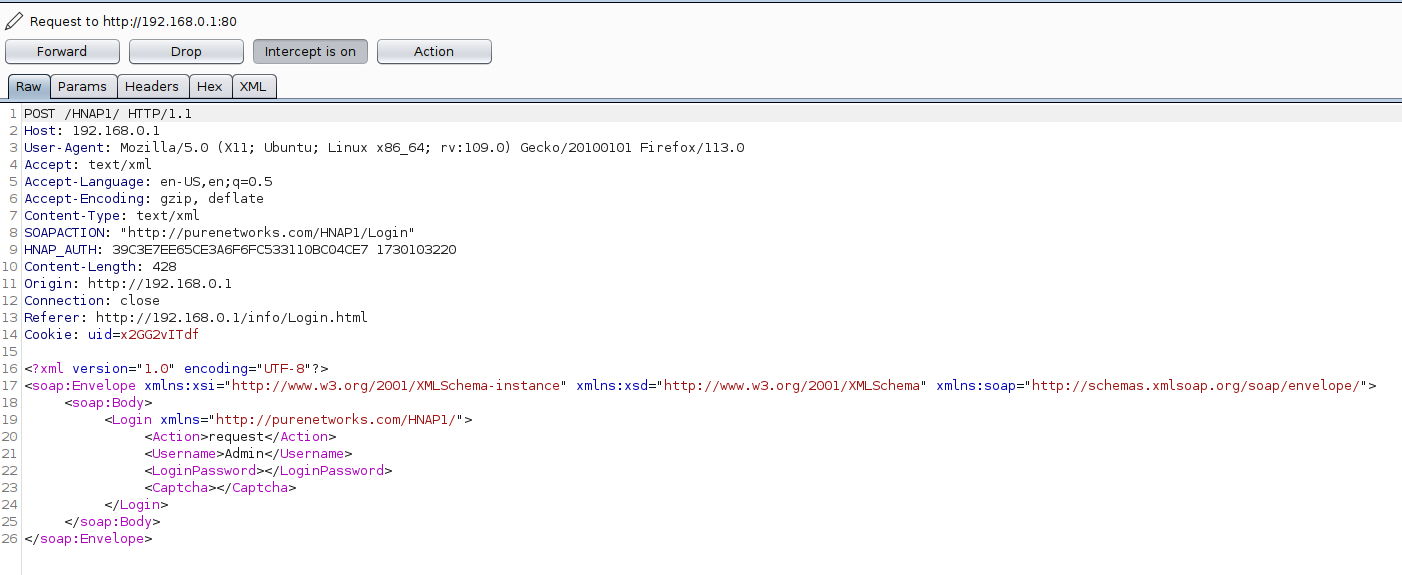 Request to http://192.168.0.1:80
Forward Drop Intercept is on Action
Raw Params Headers Hex XML
1 POST /HNAP1/ HTTP/1.1
2 Host: 192.168.0.1
3 User-Agent: Mozilla/5.0 (X11; Ubuntu; Linux x86_64; rv:109.0) Gecko/20100101 Firefox/113.0
4 Accept: text/xml
5 Accept-Language: en-US,en;q=0.5
6 Accept-Encoding: gzip, deflate
7 Content-Type: text/xml
8 SOAPACTION: "http://purenetworks.com/HNAP1/Login"
9 HNAP_AUTH: 39C3E7EE65CE3A6F6FC533110BC04CE7 1730103220
10 Content-Length: 428
11 Origin: http://192.168.0.1
12 Connection: close
13 Referer: http://192.168.0.1/info/Login.html
14 Cookie: uid=x2GG2vITdf
15
16 <?xml version="1.0" encoding="UTF-8"?>
17 <soap:Envelope xmlns:xsi="http://www.w3.org/2001/XMLSchema-instance" xmlns:xsd="http://www.w3.org/2001/XMLSchema" xmlns:soap="http://schemas.xmlsoap.org/soap/envelope/">
18 <soap:Body>
19 <Login xmlns="http://purenetworks.com/HNAP1/">
20 <Action>request</Action>
21 <Username>Admin</Username>
22 <LoginPassword></LoginPassword>
23 <Captcha></Captcha>
24 </Login>
25 </soap:Body>
26 </soap:Envelope>